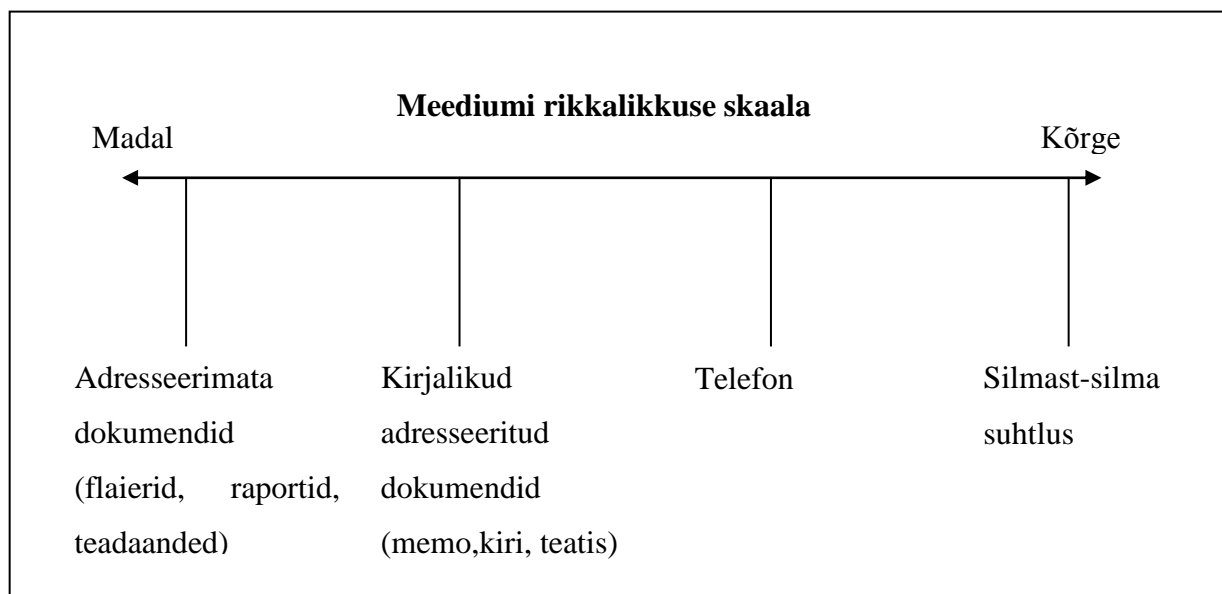 Meediumi rikkalikkuse skaala
Madal
Kõrge
Adresseerimata
dokumendid
(flaierid, raportid,
teadaanded)
Kirjalikud
adresseeritud
dokumendid
(memo,kiri, teatis)
Telefon
Silmast-silma
suhtlus